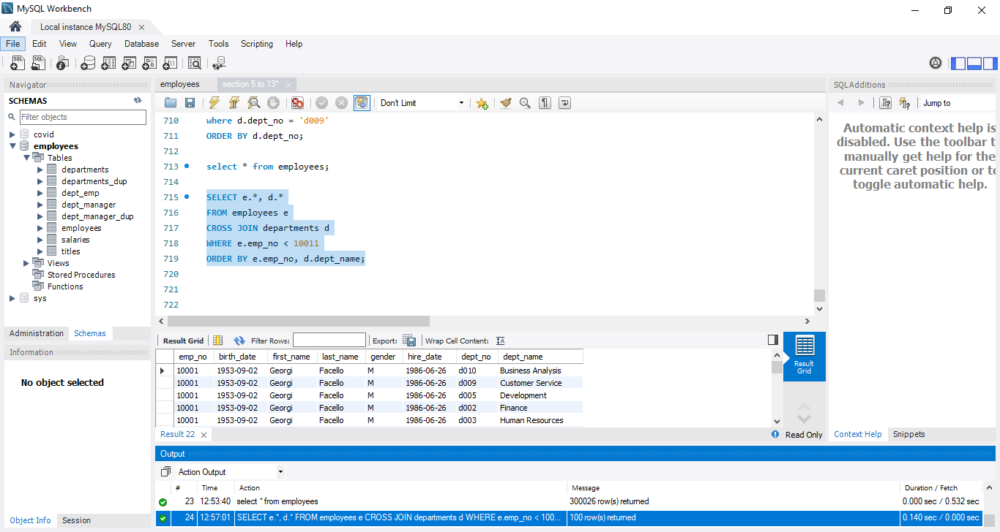 MySQL Workbench
Local instance MySQL80
File Edit View Query Database Server Tools Scripting Help
Navigator
SCHEMAS
Filter objects
covid
employees
Tables
departments
departments_dup
dept_emp
dept_manager
dept_manager_dup
employees
salaries
titles
Views
Stored Procedures
Functions
sys
Administration Schemas
Information
No object selected
Object Info Session
employees section 5 to 13*
Don't Limit
710 where d.dept_no = 'd009'
711 ORDER BY d.dept_no;
712
713 select * from employees;
714
715 SELECT e.*, d.*
716 FROM employees e
717 CROSS JOIN departments d
718 WHERE e.emp_no < 10011
719 ORDER BY e.emp_no, d.dept_name;
720
721
722
Result Grid Filter Rows: Export: Wrap Cell Content:
emp_no birth_date first_name last_name gender hire_date dept_no dept_name
10001 1953-09-02 Georgi Facello M 1986-06-26 d010 Business Analysis
10001 1953-09-02 Georgi Facello M 1986-06-26 d009 Customer Service
10001 1953-09-02 Georgi Facello M 1986-06-26 d005 Development
10001 1953-09-02 Georgi Facello M 1986-06-26 d002 Finance
10001 1953-09-02 Georgi Facello M 1986-06-26 d003 Human Resources
Result
Grid
Result 22
Read Only
SQLAdditions
Jump to
Automatic context help is
disabled. Use the toolbar t
manually get help for the
current caret position or to
toggle automatic help.
Context Help Snippets
Output
Action Output
# Time Action Message Duration / Fetch
23 12:53:40 select * from employees 300026 row(s) returned 0.000 sec / 0.532 sec
24 12:57:01 SELECT e.*, d.* FROM employees e CROSS JOIN departments d WHERE e.emp_no < 100... 100 row(s) returned 0.140 sec / 0.000 sec